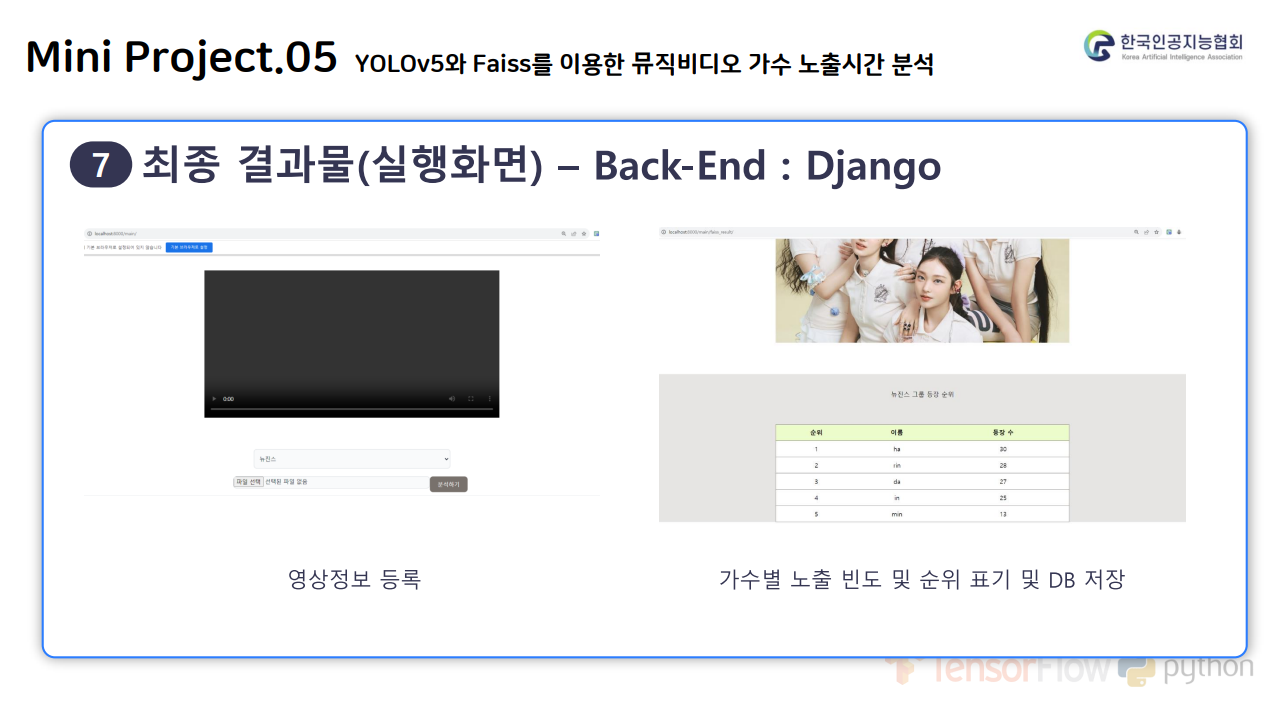 Mini Project.05 YOLOv5와 Faiss를 이용한 뮤직비디오 가수 노출시간 분석
한국인공지능협회
Korea Artificial Intelligence Association
7 최종 결과물(실행화면) – Back-End : Django
localhost:8000/main/
기본 브라우저로 설정되어 있지 않습니다 기본 브라우저로 설정
0:00
뉴진스
파일 선택 선택된 파일 없음
분석하기
영상정보 등록
localhost:8000/main/faiss_result/
뉴진스 그룹 등장 순위
순위 이름 등장 수
1 ha 30
2 rin 28
3 da 27
4 in 25
5 min 13
가수별 노출 빈도 및 순위 표기 및 DB 저장
TensorFlow python